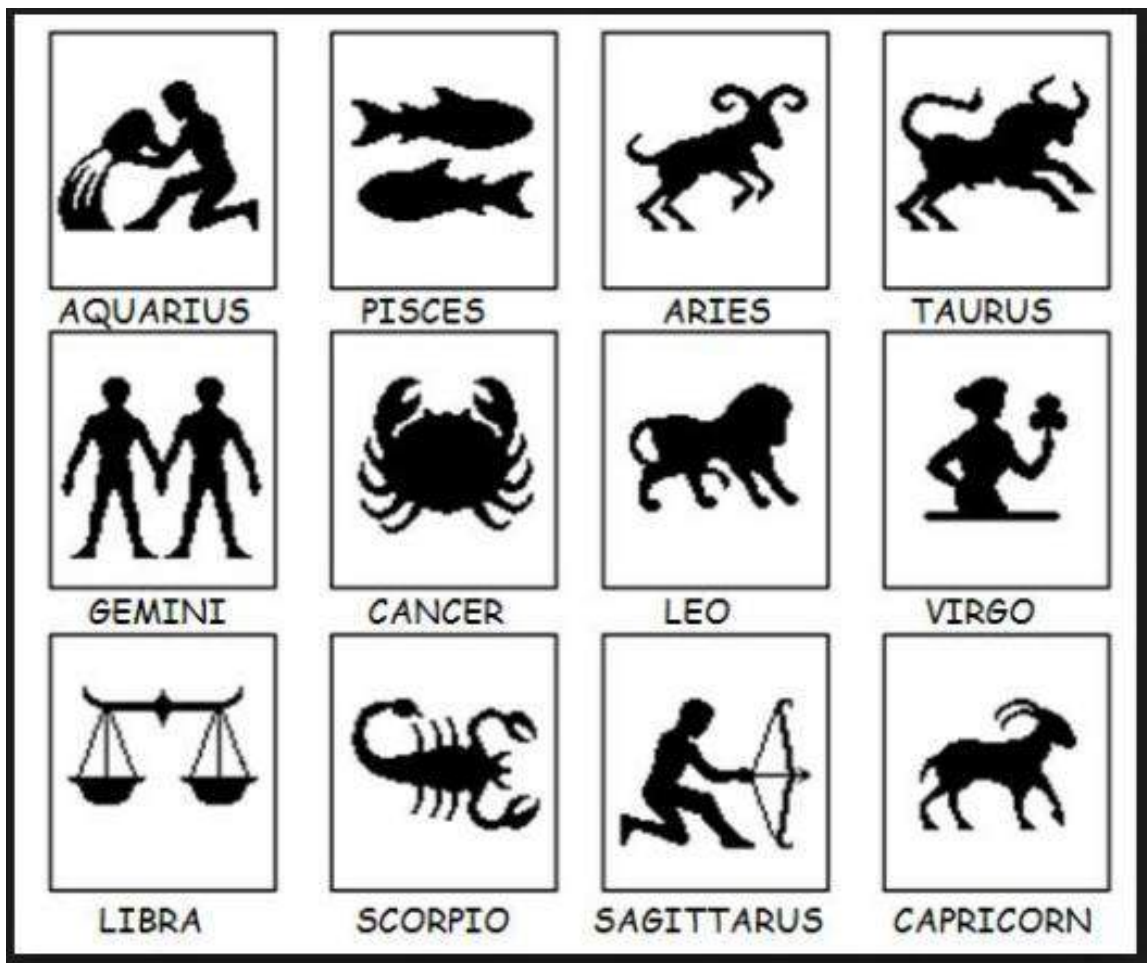 AQUARIUS PISCES ARIES TAURUS
GEMINI CANCER LEO VIRGO
LIBRA SCORPIO SAGITTARUS CAPRICORN